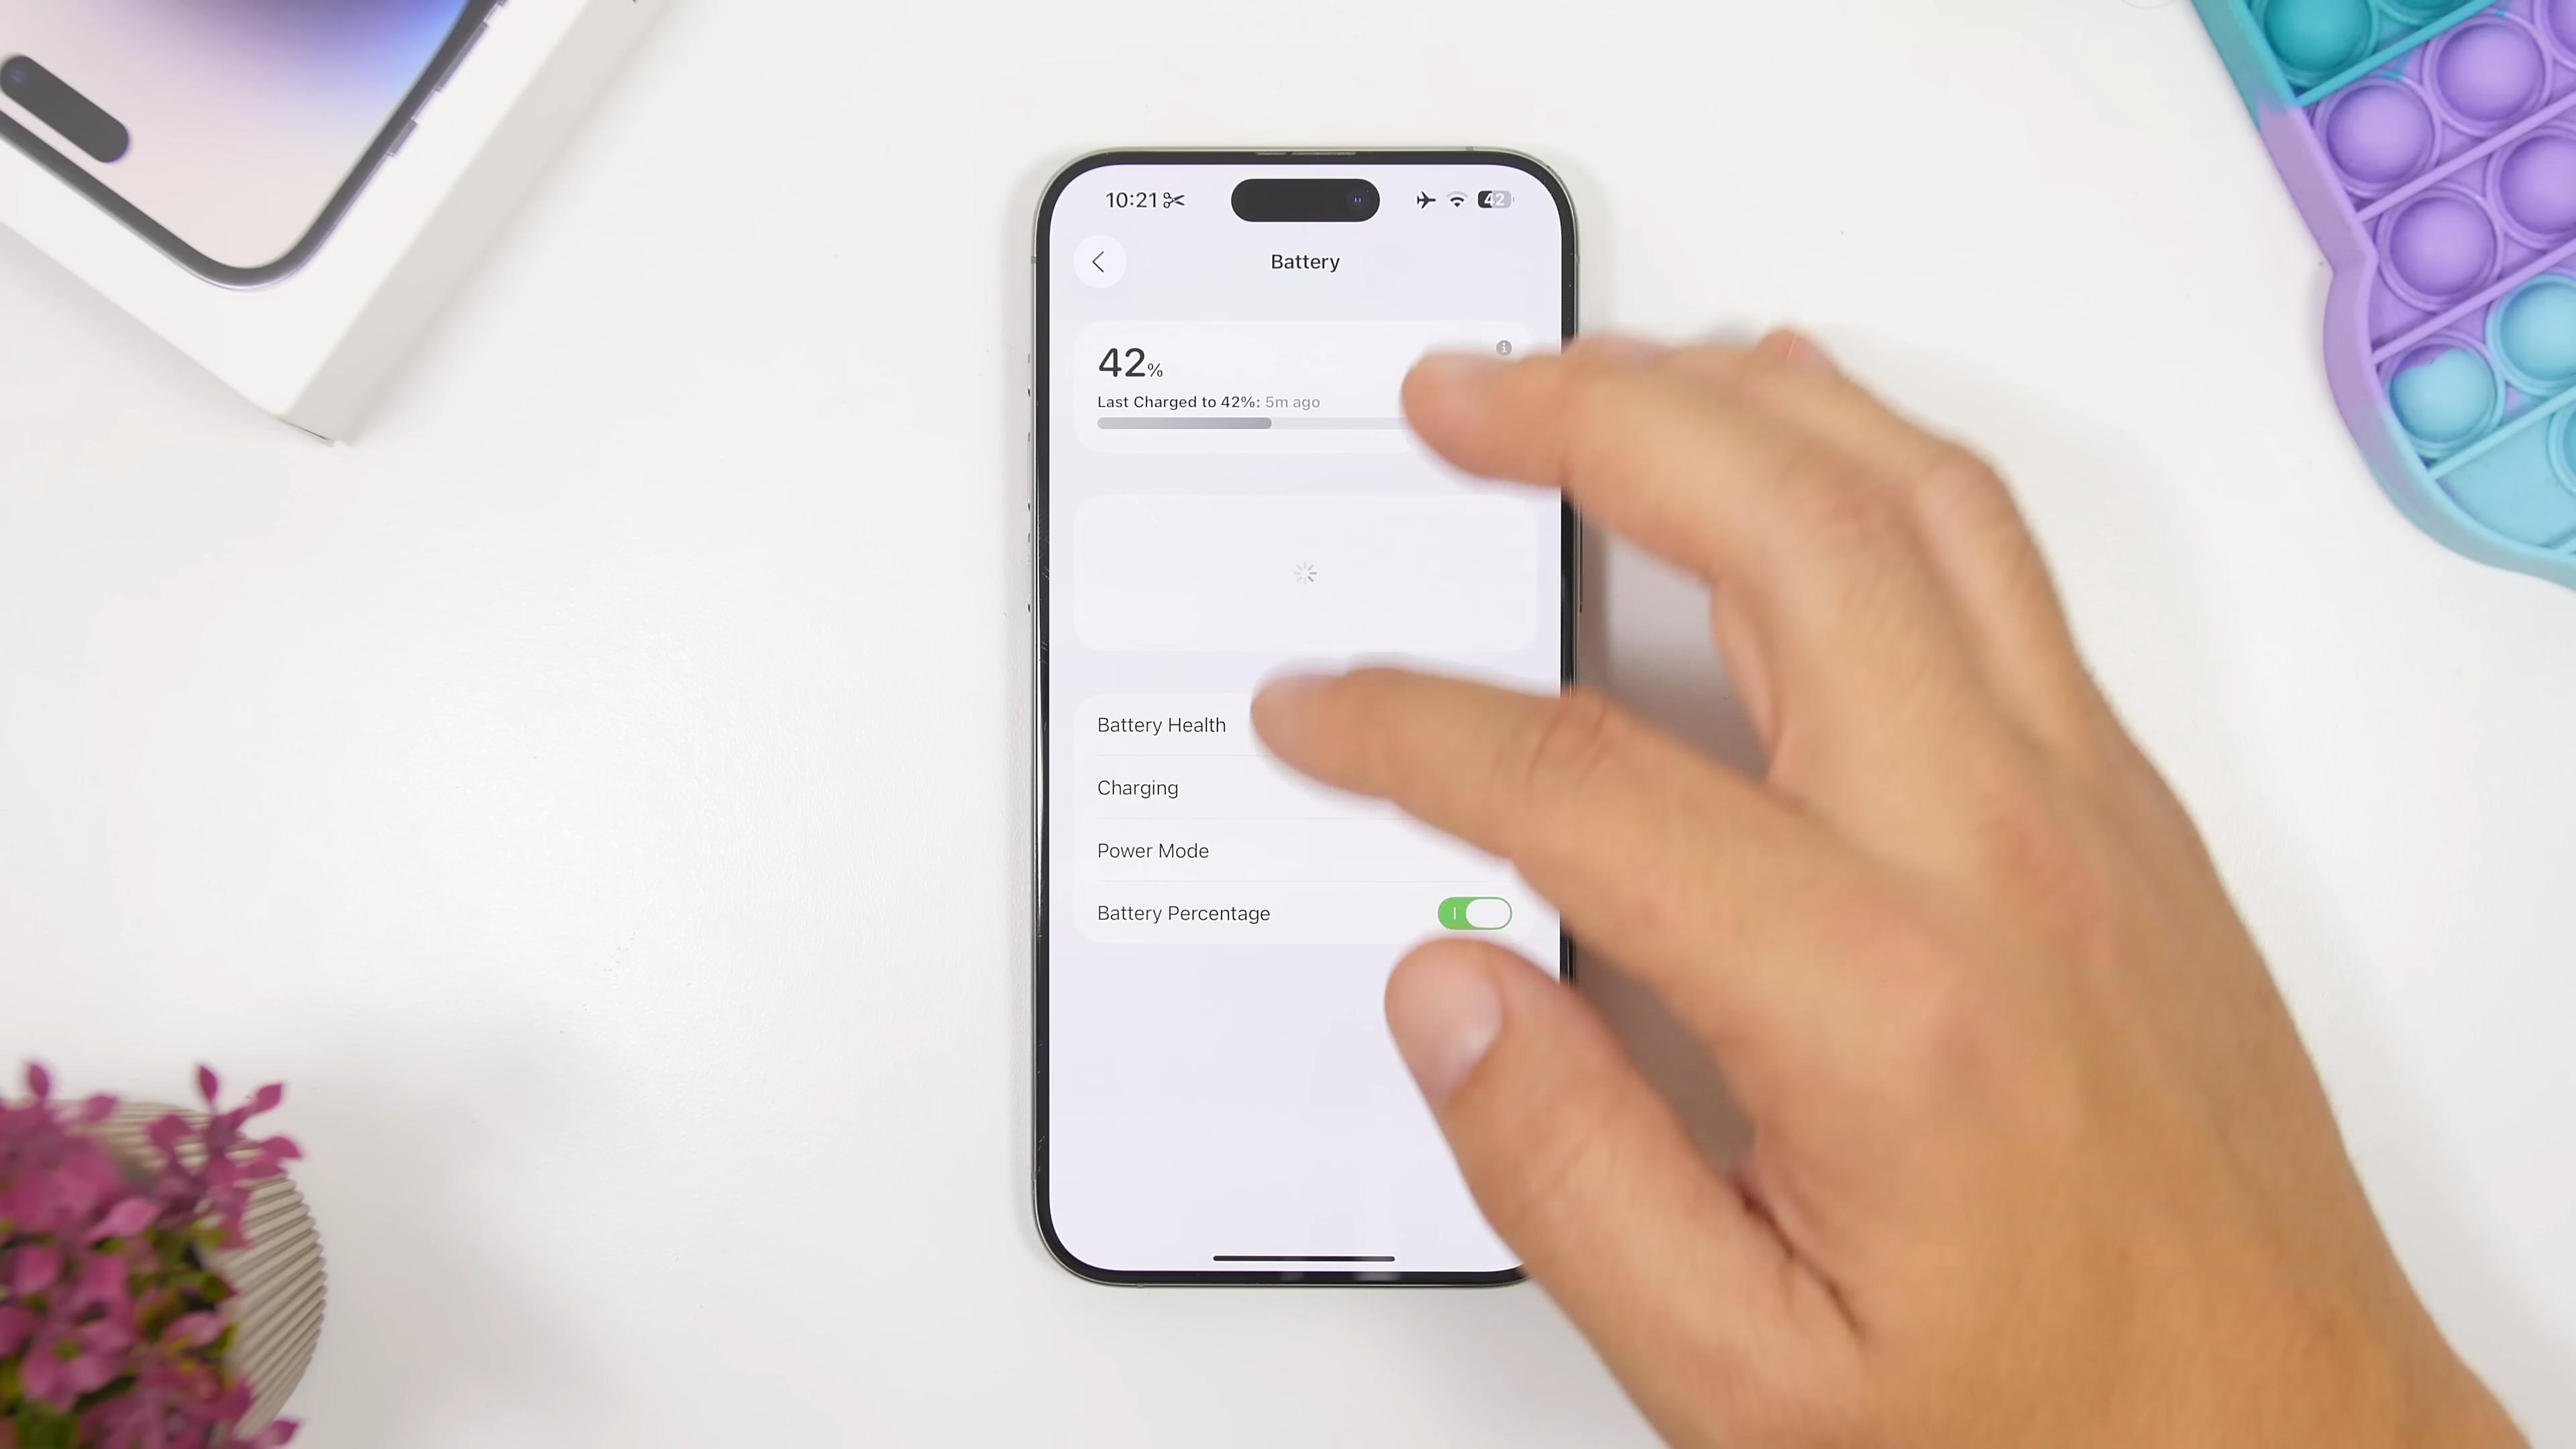 10:21 42
Battery
42%
Last Charged to 42%: 5m ago
Battery Health
Charging
Power Mode
Battery Percentage